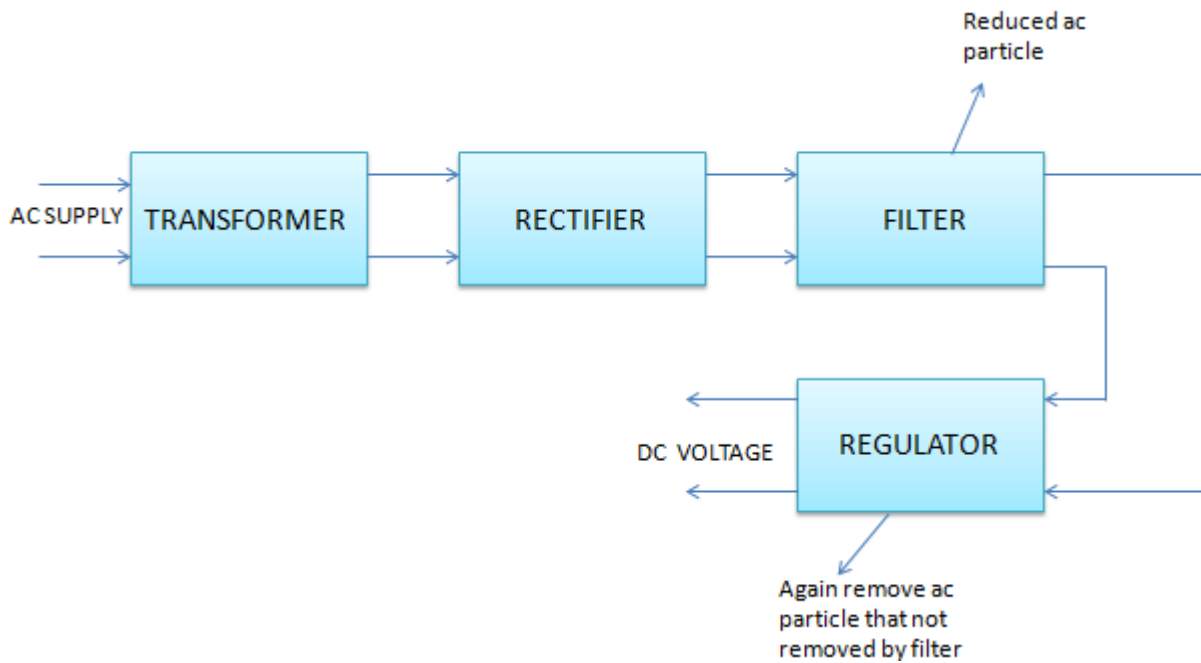 Reduced ac
particle
AC SUPPLY
TRANSFORMER
RECTIFIER
FILTER
DC VOLTAGE
REGULATOR
Again remove ac
particle that not
removed by filter